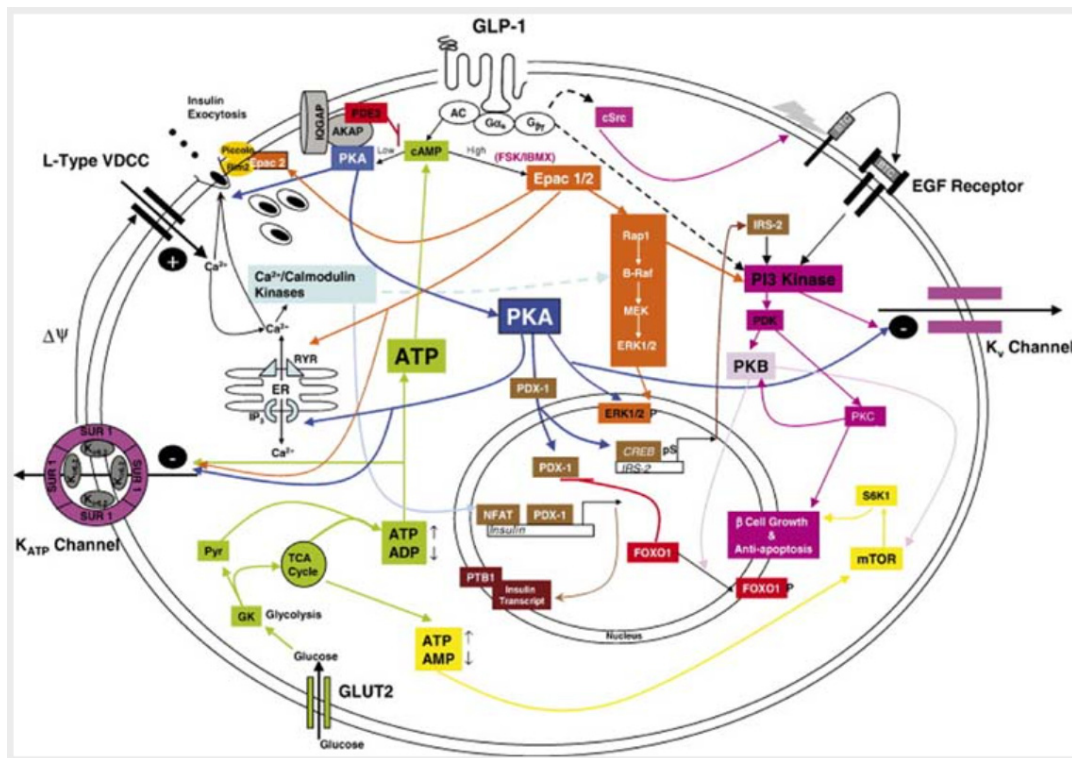 GLP-1
Insulin
Exocytosis
IQGAP
PDE3
AKAP
PKA
Low
cAMP
High
AC
Gαs
Gβγ
cSrc
(FSK/IBMX)
Epac 1/2
Piccolo
Rim2
Epac 2
L-Type VDCC
EGF Receptor
+
Ca²⁺
Ca²⁺/Calmodulin
Kinases
Rap1
B-Raf
MEK
ERK1/2
IRS-2
PI3 Kinase
PDK
PKB
PKC
-
Kv Channel
ΔΨ
Ca²⁺
RYR
ER
IP3
Ca²⁺
ATP
PKA
PDX-1
ERK1/2 P
CREB pS
IRS-2
PDX-1
NFAT
PDX-1
Insulin
FOXO1
FOXO1 P
PTB1
Insulin
Transcript
Nucleus
β Cell Growth
&
Anti-apoptosis
S6K1
mTOR
SUR 1
SUR 1
SUR 1
SUR 1
-
KATP Channel
Pyr
TCA
Cycle
ATP ↑
ADP ↓
GK
Glycolysis
ATP ↑
AMP ↓
Glucose
GLUT2
Glucose